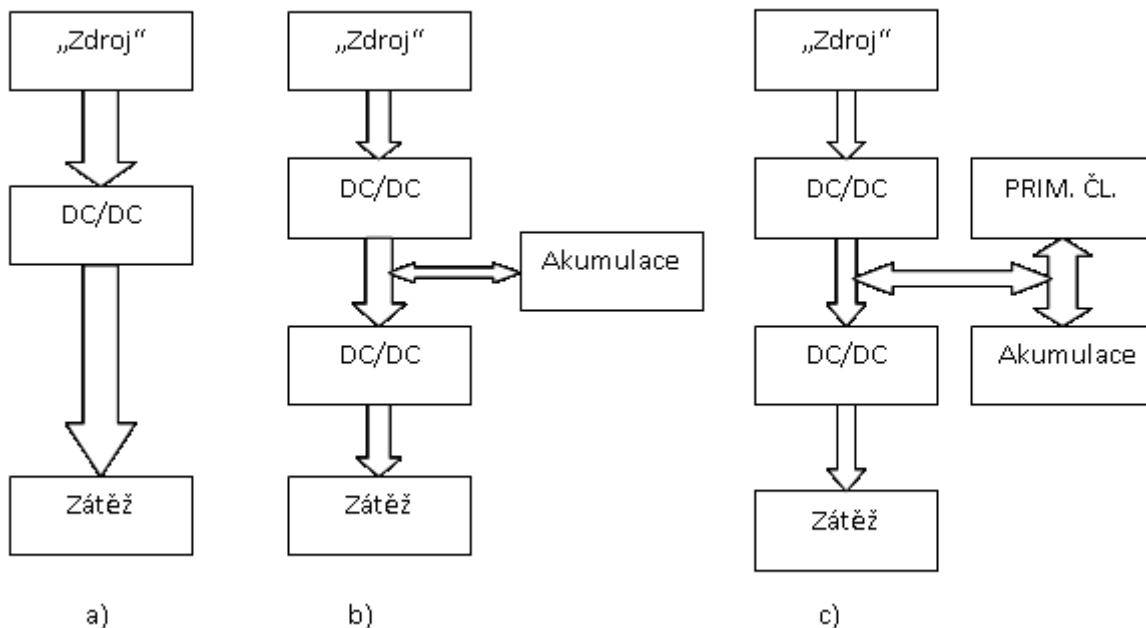 „Zdroj“
DC/DC
Zátěž
a)
„Zdroj“
DC/DC
Akumulace
DC/DC
Zátěž
b)
„Zdroj“
DC/DC
PRIM. ČL.
DC/DC
Akumulace
Zátěž
c)